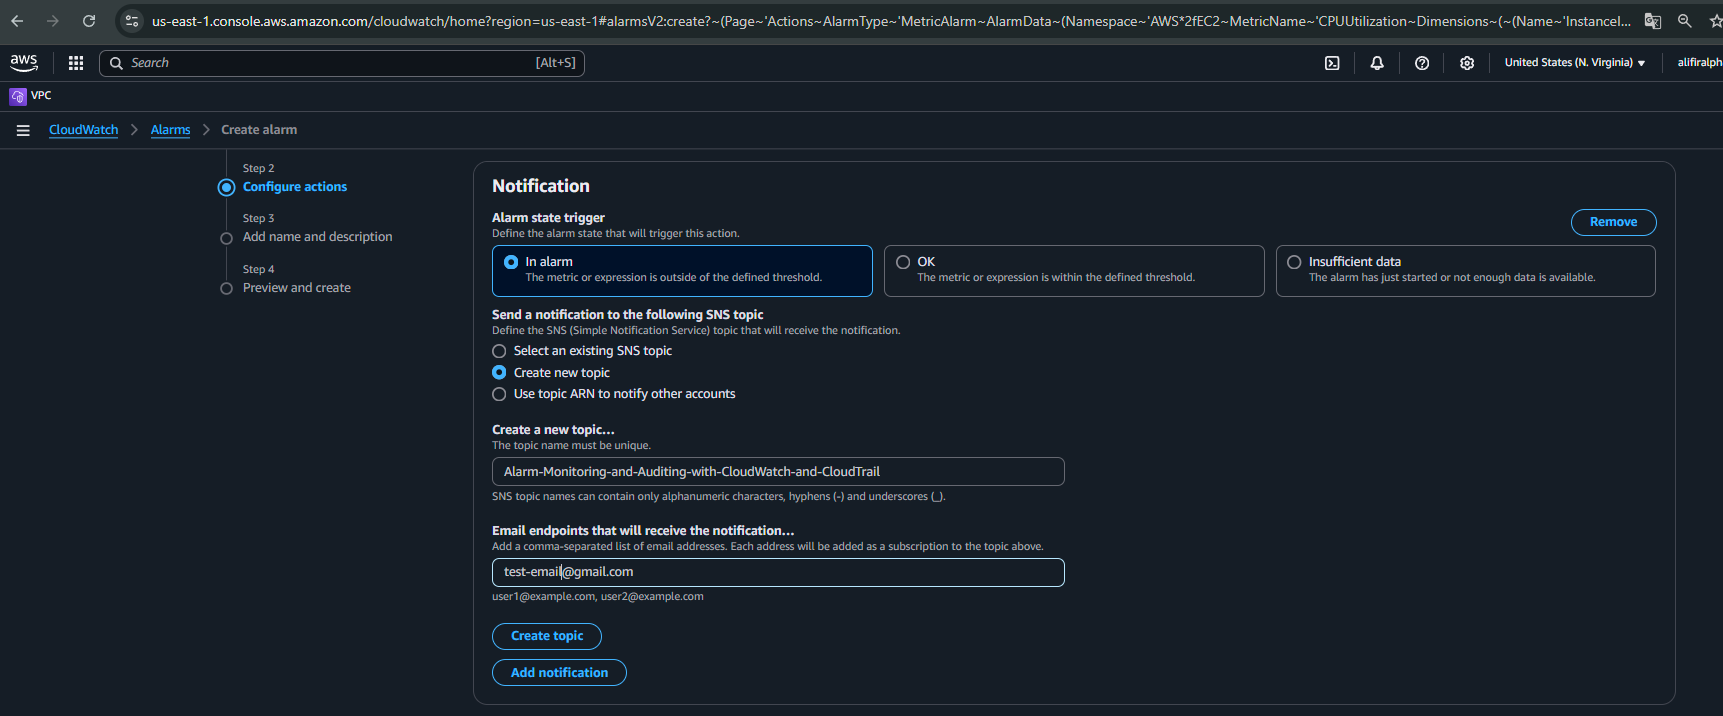 us-east-1.console.aws.amazon.com/cloudwatch/home?region=us-east-1#alarmsV2:create?~(Page~'Actions~AlarmType~'MetricAlarm~AlarmData~(Namespace~'AWS*2fEC2~MetricName~'CPUUtilization~Dimensions~(~(Name~'InstanceI...
aws Search [Alt+S] United States (N. Virginia) alifiralph
VPC
CloudWatch Alarms Create alarm
Step 2
Configure actions
Step 3
Add name and description
Step 4
Preview and create
Notification
Alarm state trigger
Define the alarm state that will trigger this action.
Remove
In alarm
The metric or expression is outside of the defined threshold.
OK
The metric or expression is within the defined threshold.
Insufficient data
The alarm has just started or not enough data is available.
Send a notification to the following SNS topic
Define the SNS (Simple Notification Service) topic that will receive the notification.
Select an existing SNS topic
Create new topic
Use topic ARN to notify other accounts
Create a new topic...
The topic name must be unique.
Alarm-Monitoring-and-Auditing-with-CloudWatch-and-CloudTrail
SNS topic names can contain only alphanumeric characters, hyphens (-) and underscores (_).
Email endpoints that will receive the notification...
Add a comma-separated list of email addresses. Each address will be added as a subscription to the topic above.
test-email@gmail.com
user1@example.com, user2@example.com
Create topic
Add notification